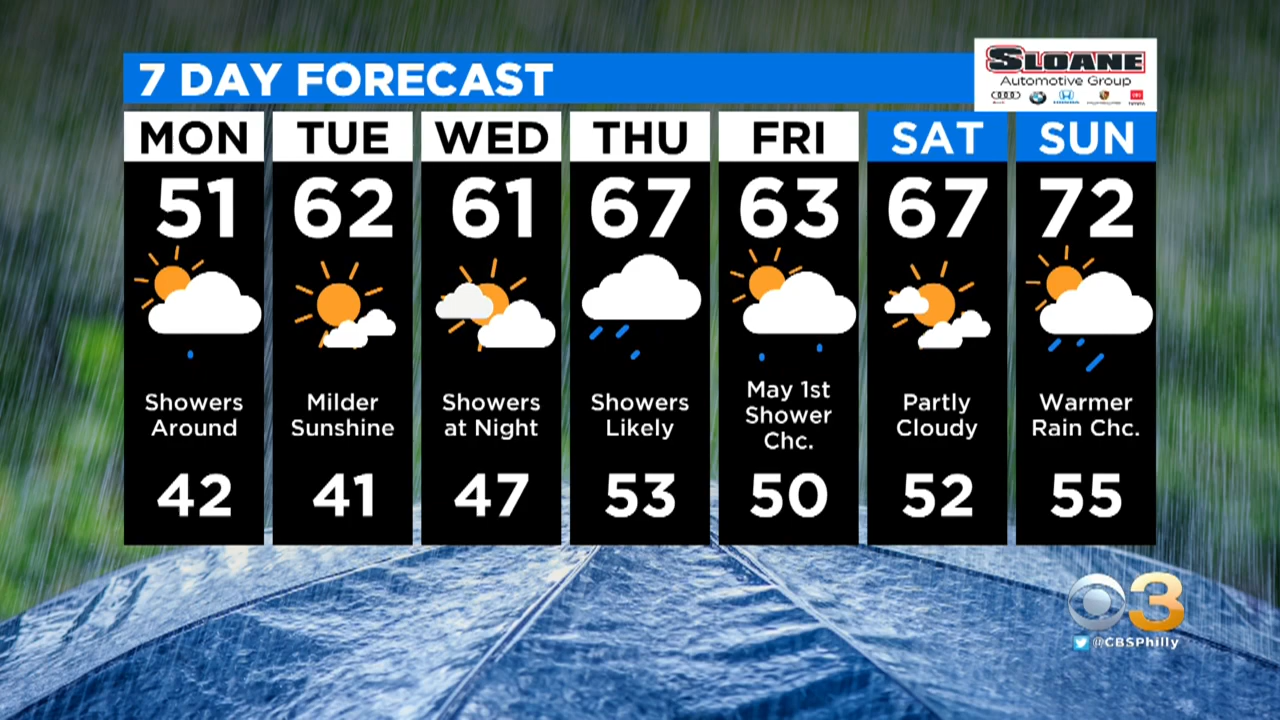 7 DAY FORECAST
SLOANE
Automotive Group
MON
TUE
WED
THU
FRI
SAT
SUN
51
62
61
67
63
67
72
Showers
Around
Milder
Sunshine
Showers
at Night
Showers
Likely
May 1st
Shower
Chc.
Partly
Cloudy
Warmer
Rain Chc.
42
41
47
53
50
52
55
3
@CBSPhilly